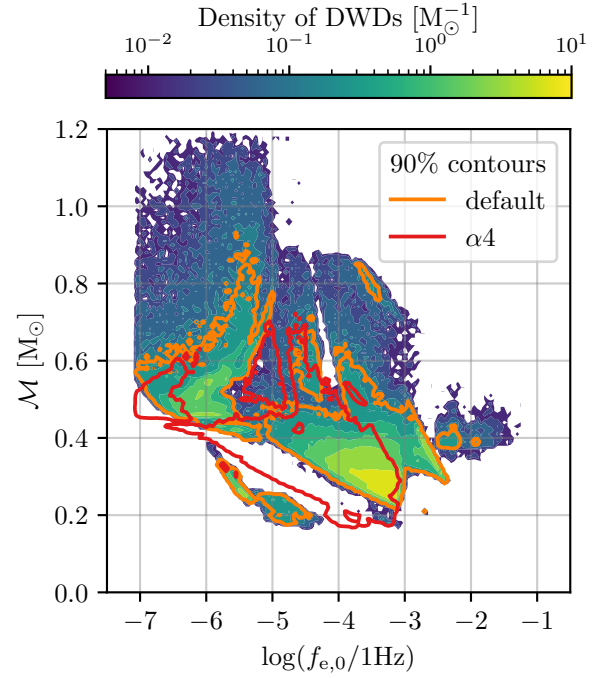 Density of DWDs [M⊙⁻¹]
10⁻² 10⁻¹ 10⁰ 10¹
90% contours
default
α4
1.2
1.0
0.8
0.6
0.4
0.2
0.0
ℳ [M⊙]
−7 −6 −5 −4 −3 −2 −1
log(fₑ,₀/1Hz)